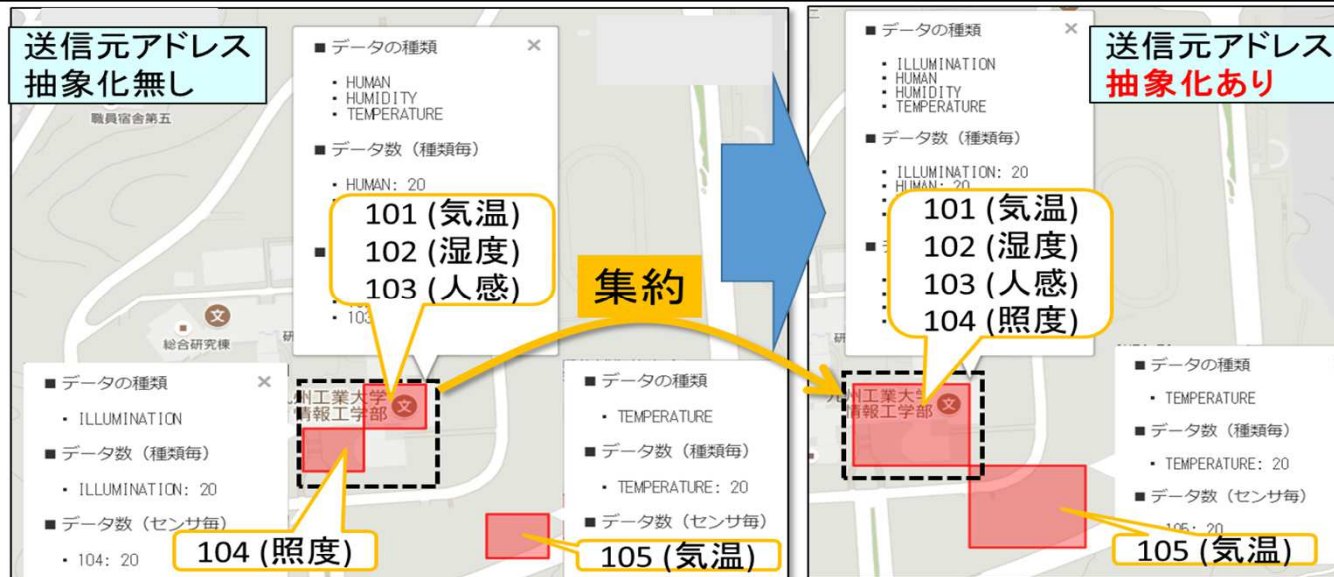 送信元アドレス
抽象化無し
職員宿舎第五
■ データの種類
×
・HUMAN
・HUMIDITY
・TEMPERATURE
■ データ数（種類毎）
・HUMAN: 20
101 (気温)
102 (湿度)
103 (人感)
総合研究棟
文
研
九州工業大学
情報工学部
文
■ データの種類
×
・ILLUMINATION
■ データ数（種類毎）
・ILLUMINATION: 20
■ データ数（センサ毎）
・104: 20
104 (照度)
■ データの種類
・TEMPERATURE
■ データ数（種類毎）
・TEMPERATURE: 20
■ データ数（センサ毎）
105 (気温)
集約
送信元アドレス
抽象化あり
■ データの種類
×
・ILLUMINATION
・HUMAN
・HUMIDITY
・TEMPERATURE
■ データ数（種類毎）
・ILLUMINATION: 20
・HUMAN: 20
101 (気温)
102 (湿度)
103 (人感)
104 (照度)
研
九州工業大学
情報工学部
文
■ データの種類
・TEMPERATURE
■ データ数（種類毎）
・TEMPERATURE: 20
■ データ数（センサ毎）
・105: 20
105 (気温)